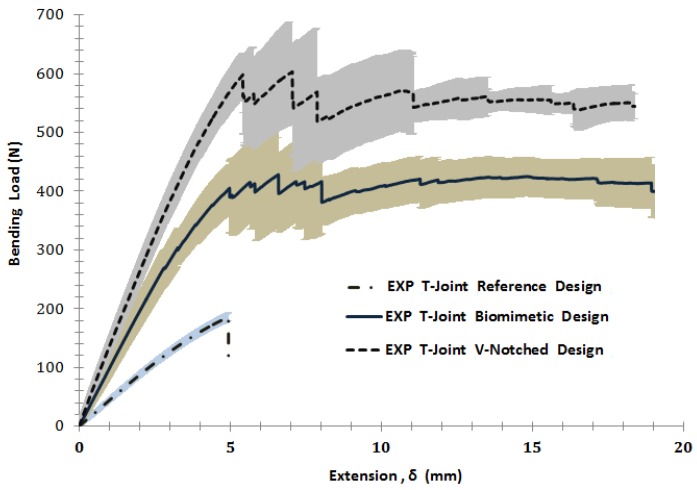 700
600
500
400
300
200
100
0
Bending Load (N)
EXP T-Joint Reference Design
EXP T-Joint Biomimetic Design
EXP T-Joint V-Notched Design
0 5 10 15 20
Extension , δ (mm)